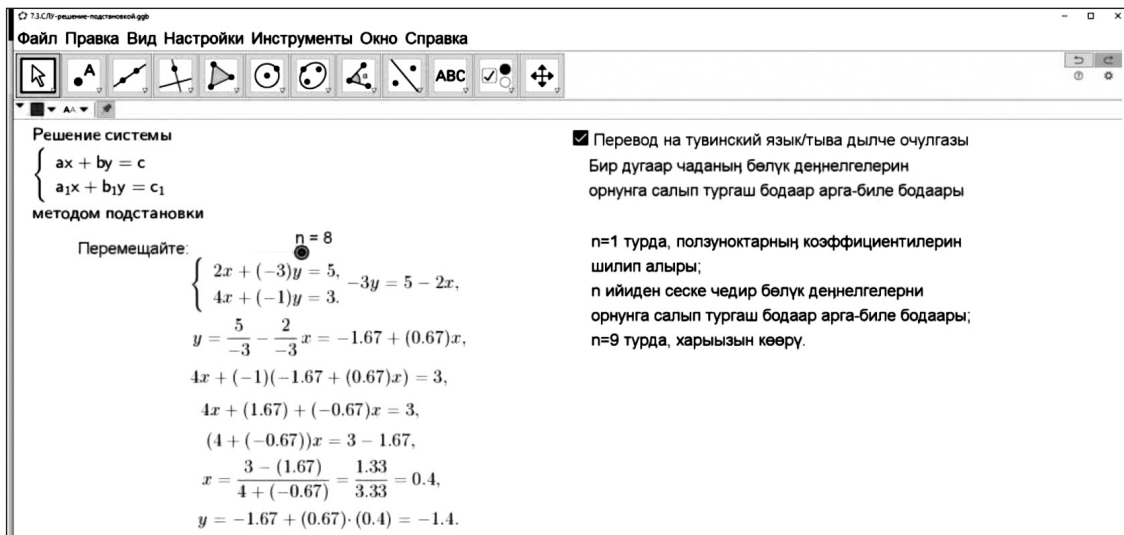 7.3.СЛУ-решение-подстановкой.ggb
Файл Правка Вид Настройки Инструменты Окно Справка
A
ABC
AA
Решение системы
ax + by = c
a₁x + b₁y = c₁
методом подстановки
Перемещайте:
n = 8
2x + (−3)y = 5,
4x + (−1)y = 3.
−3y = 5 − 2x,
y = 5/−3 − 2/−3 x = −1.67 + (0.67)x,
4x + (−1)(−1.67 + (0.67)x) = 3,
4x + (1.67) + (−0.67)x = 3,
(4 + (−0.67))x = 3 − 1.67,
x = 3 − (1.67)/4 + (−0.67) = 1.33/3.33 = 0.4,
y = −1.67 + (0.67)·(0.4) = −1.4.
Перевод на тувинский язык/тыва дылче очулгазы
Бир дугаар чаданың бөлүк деңнелгелерин
орнунга салып тургаш бодаар арга-биле бодаары
n=1 турда, ползуноктарның коэффициентилерин
шилип алыры;
n ийиден сеске чедир бөлүк деңнелгелерни
орнунга салып тургаш бодаар арга-биле бодаары;
n=9 турда, харыызын көөрү.